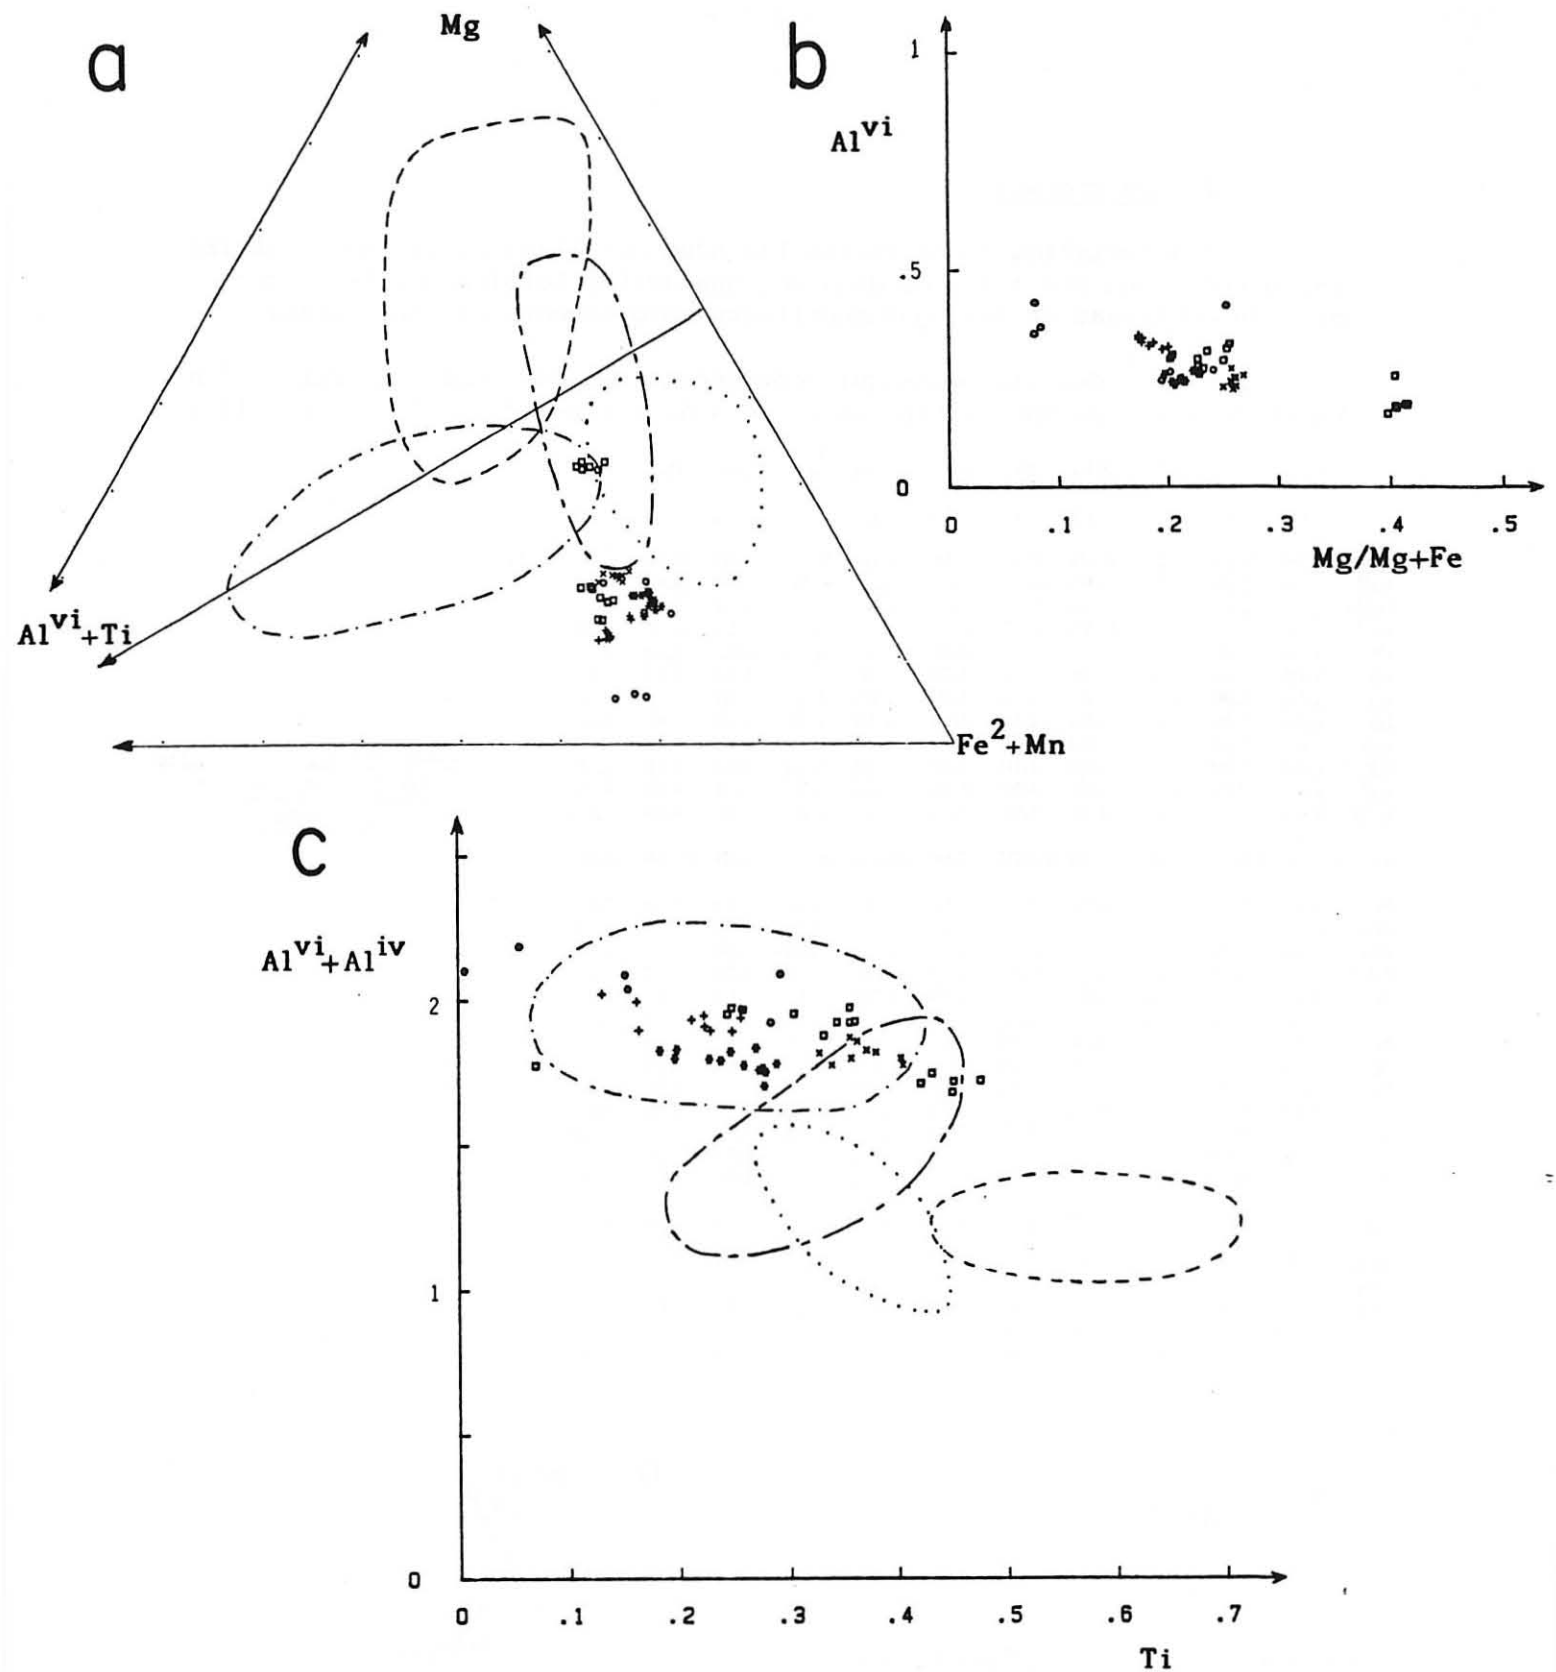 a
Mg
Al^vi+Ti
Fe^2+Mn
b
1
Al^vi
.5
0
0 .1 .2 .3 .4 .5
Mg/Mg+Fe
c
Al^vi+Al^iv
2
1
0
0 .1 .2 .3 .4 .5 .6 .7
Ti